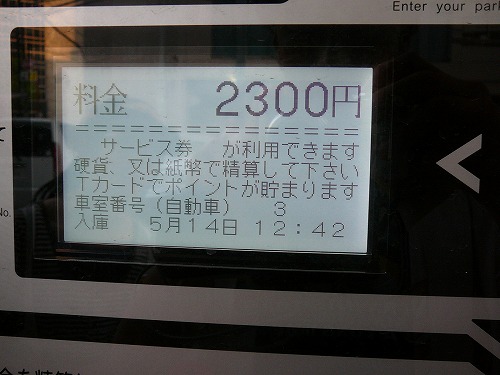 Enter your par
料金 2300円
＝＝＝＝＝＝＝＝＝＝＝＝＝＝＝
サービス券 が利用できます
硬貨、又は紙幣で精算して下さい
Ｔカードでポイントが貯まります
車室番号（自動車） 3
入庫 5月14日 12:42
No.